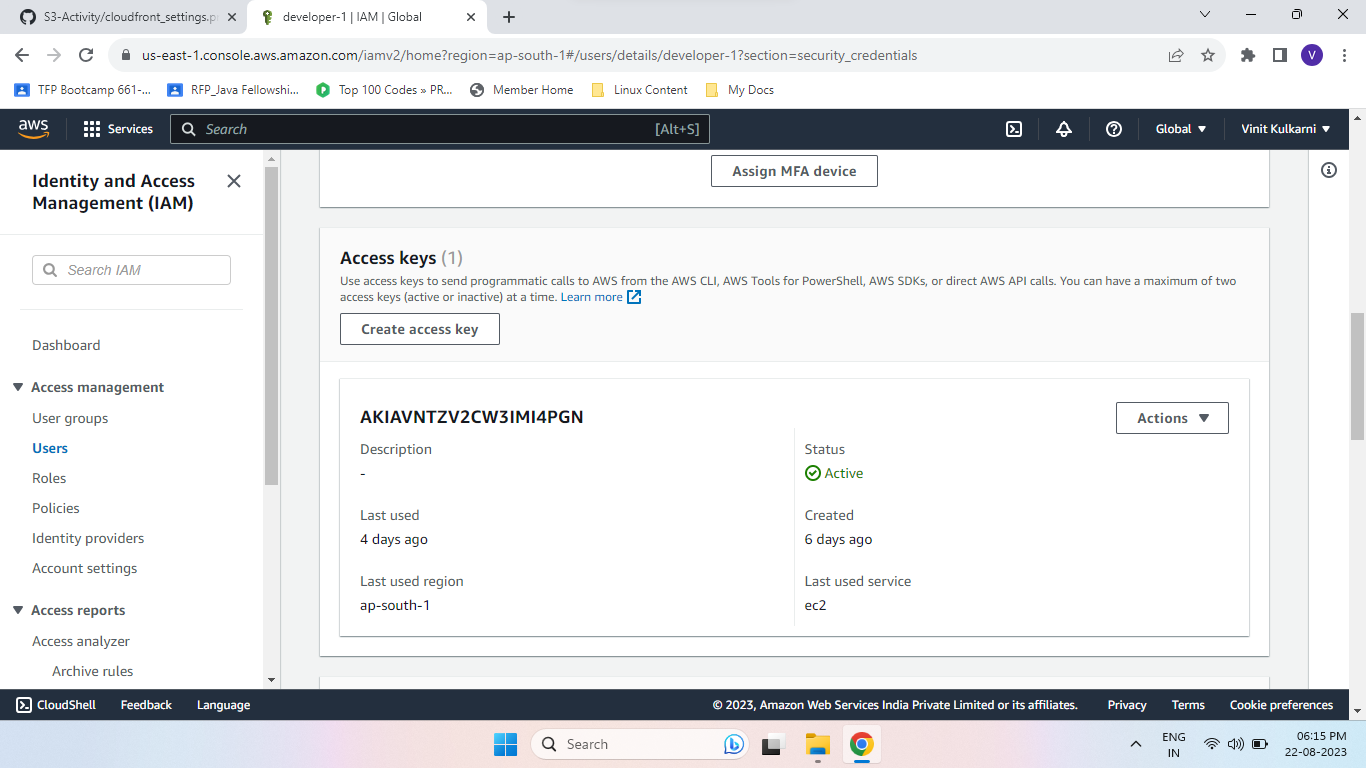 S3-Activity/cloudfront_settings.p
developer-1 | IAM | Global
us-east-1.console.aws.amazon.com/iamv2/home?region=ap-south-1#/users/details/developer-1?section=security_credentials
V
TFP Bootcamp 661-...
RFP_Java Fellowshi...
Top 100 Codes » PR...
Member Home
Linux Content
My Docs
aws
Services
Search
[Alt+S]
Global
Vinit Kulkarni
Identity and Access
Management (IAM)
Search IAM
Dashboard
Access management
User groups
Users
Roles
Policies
Identity providers
Account settings
Access reports
Access analyzer
Archive rules
Assign MFA device
Access keys (1)
Use access keys to send programmatic calls to AWS from the AWS CLI, AWS Tools for PowerShell, AWS SDKs, or direct AWS API calls. You can have a maximum of two
access keys (active or inactive) at a time. Learn more
Create access key
AKIAVNTZV2CW3IMI4PGN
Actions
Description
-
Status
Active
Last used
4 days ago
Created
6 days ago
Last used region
ap-south-1
Last used service
ec2
CloudShell
Feedback
Language
© 2023, Amazon Web Services India Private Limited or its affiliates.
Privacy
Terms
Cookie preferences
Search
ENG
IN
06:15 PM
22-08-2023